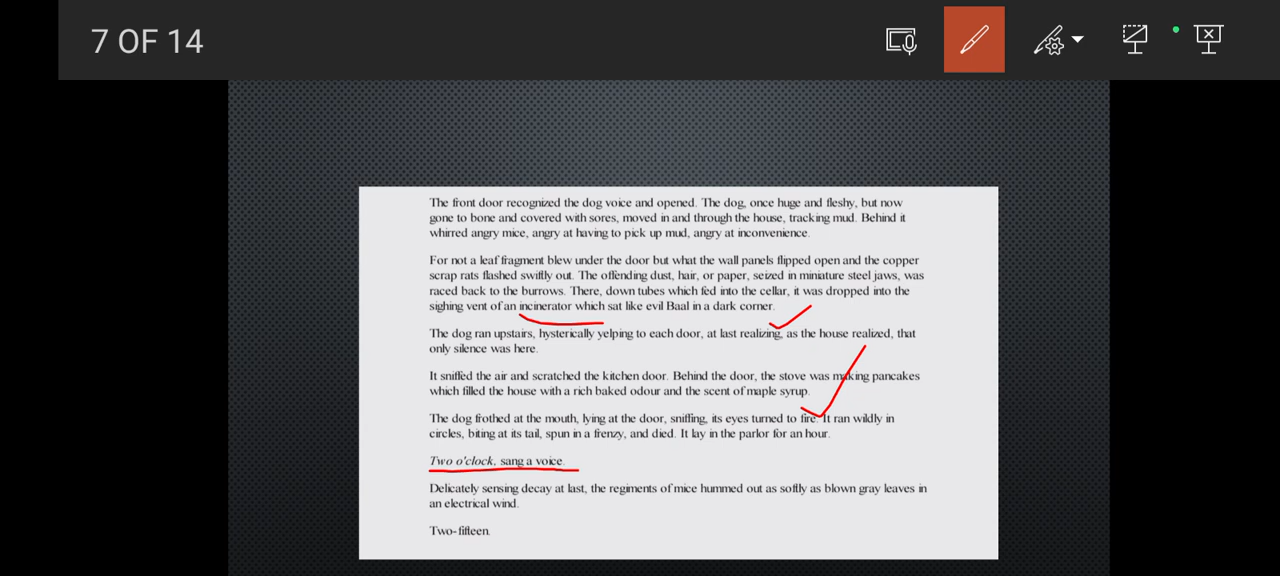 7 OF 14
The front door recognized the dog voice and opened. The dog, once huge and fleshy, but now
gone to bone and covered with sores, moved in and through the house, tracking mud. Behind it
whirred angry mice, angry at having to pick up mud, angry at inconvenience.
For not a leaf fragment blew under the door but what the wall panels flipped open and the copper
scrap rats flashed swiftly out. The offending dust, hair, or paper, seized in miniature steel jaws, was
raced back to the burrows. There, down tubes which fed into the cellar, it was dropped into the
sighing vent of an incinerator which sat like evil Baal in a dark corner.
The dog ran upstairs, hysterically yelping to each door, at last realizing, as the house realized, that
only silence was here.
It sniffed the air and scratched the kitchen door. Behind the door, the stove was making pancakes
which filled the house with a rich baked odour and the scent of maple syrup.
The dog frothed at the mouth, lying at the door, sniffing, its eyes turned to fire. It ran wildly in
circles, biting at its tail, spun in a frenzy, and died. It lay in the parlor for an hour.
Two o'clock, sang a voice.
Delicately sensing decay at last, the regiments of mice hummed out as softly as blown gray leaves in
an electrical wind.
Two-fifteen.